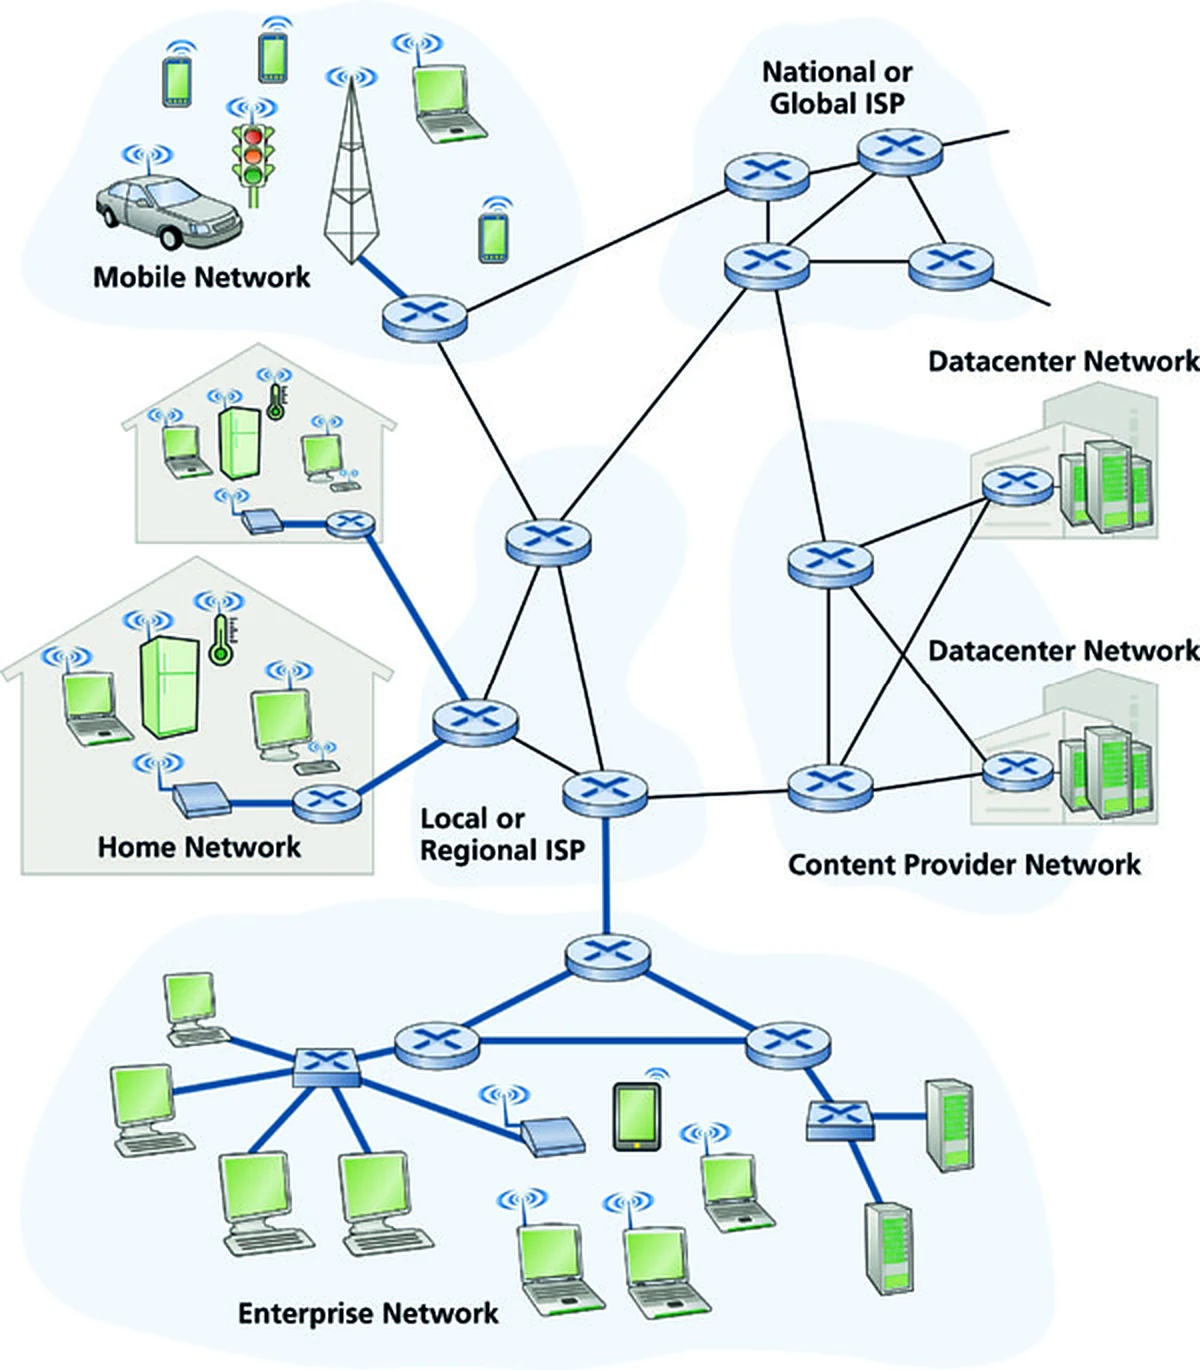 National or
Global ISP
Mobile Network
Datacenter Network
Datacenter Network
Home Network
Local or
Regional ISP
Content Provider Network
Enterprise Network